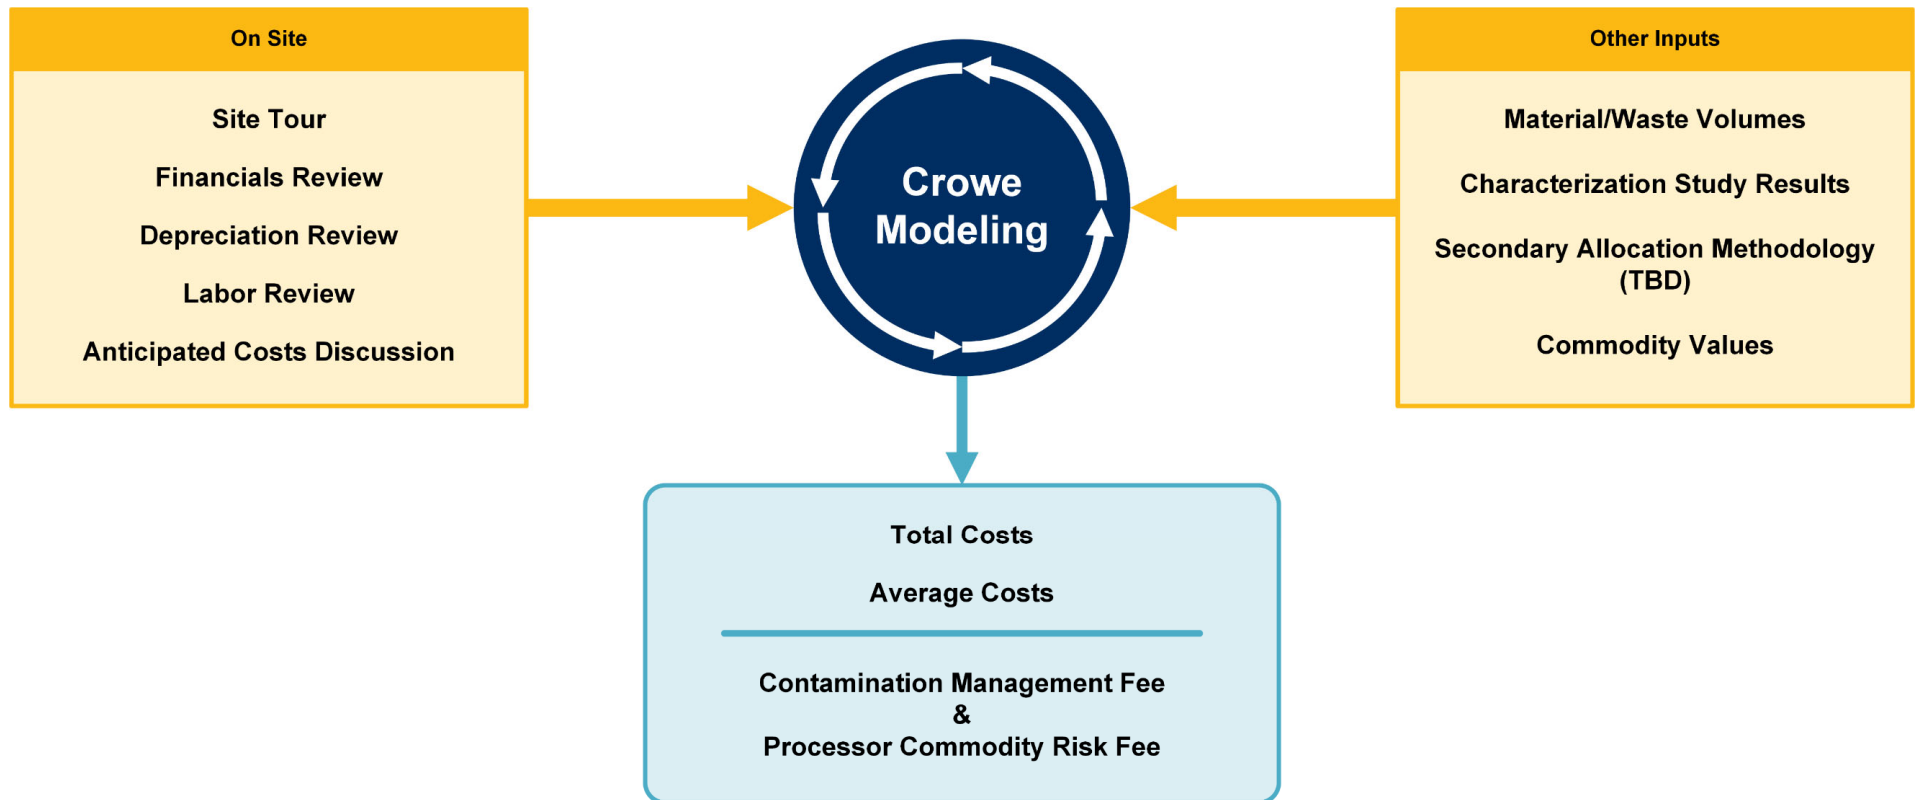 On Site
Site Tour
Financials Review
Depreciation Review
Labor Review
Anticipated Costs Discussion
Crowe
Modeling
Other Inputs
Material/Waste Volumes
Characterization Study Results
Secondary Allocation Methodology
(TBD)
Commodity Values
Total Costs
Average Costs
Contamination Management Fee
&
Processor Commodity Risk Fee